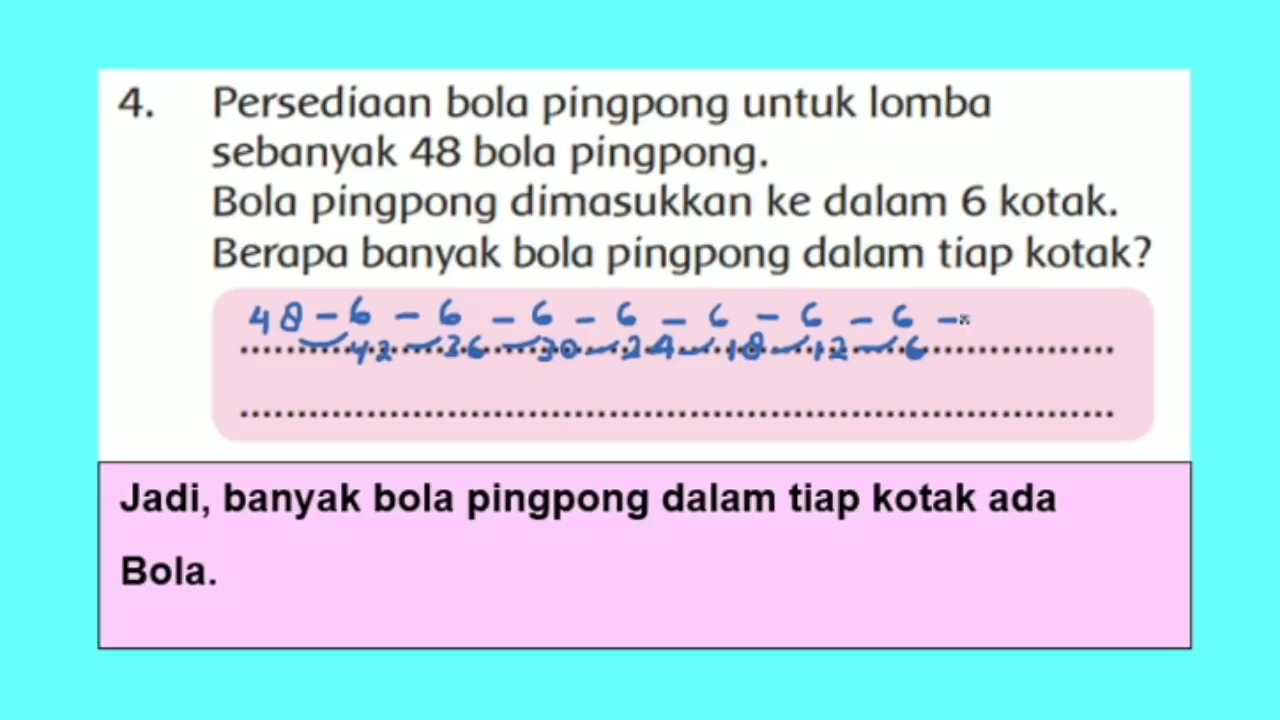 4. Persediaan bola pingpong untuk lomba
sebanyak 48 bola pingpong.
Bola pingpong dimasukkan ke dalam 6 kotak.
Berapa banyak bola pingpong dalam tiap kotak?
48 - 6 - 6 - 6 - 6 - 6 - 6 - 6 -
42 36 30 24 18 12 6
Jadi, banyak bola pingpong dalam tiap kotak ada
Bola.